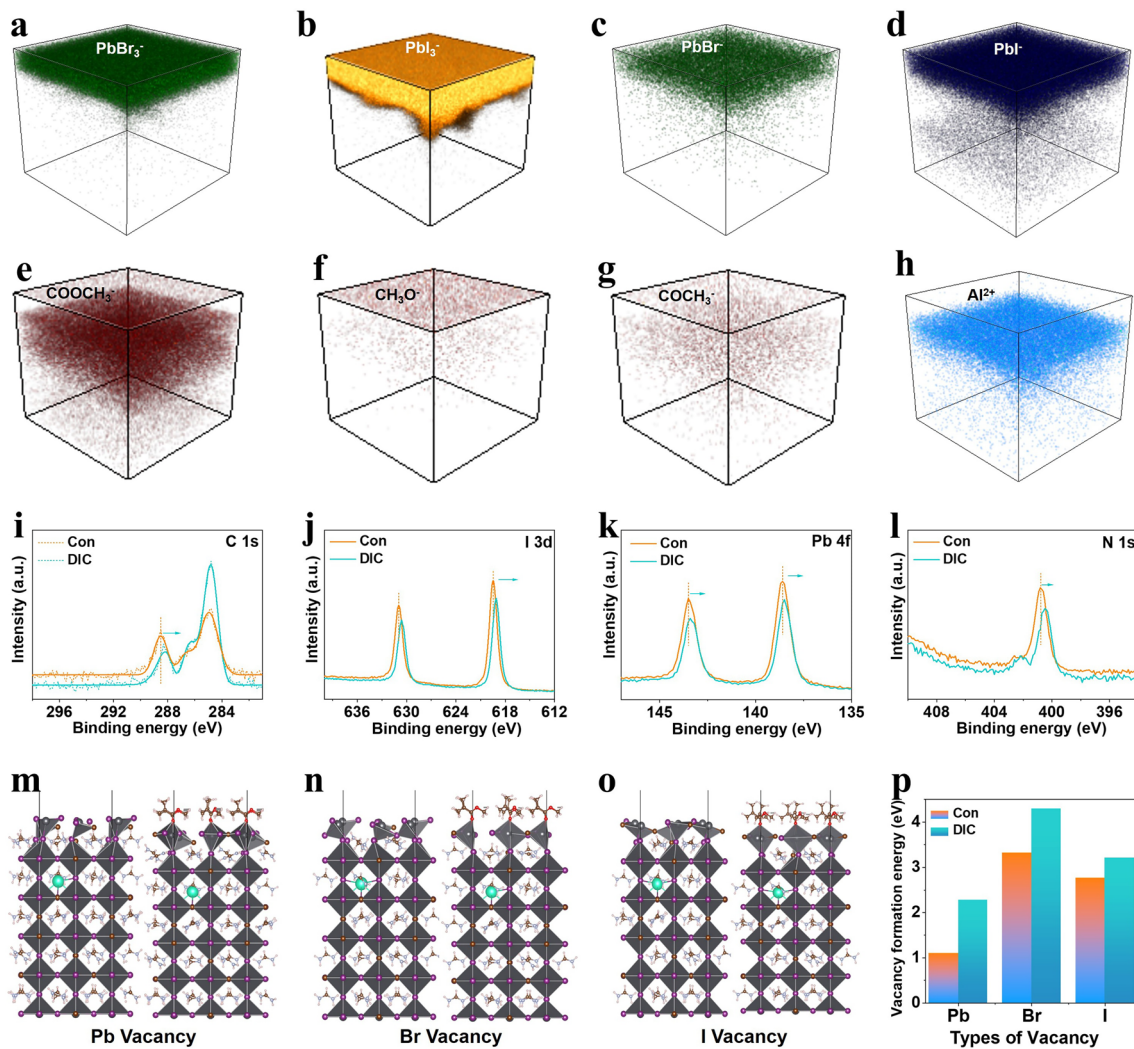 a
PbBr₃⁻
b
PbI₃⁻
c
PbBr⁻
d
PbI⁻
e
COOCH₃⁻
f
CH₃O⁻
g
COCH₃⁻
h
Al²⁺
i
C 1s
Con
DIC
Intensity (a.u.)
296 292 288 284
Binding energy (eV)
j
I 3d
Con
DIC
Intensity (a.u.)
636 630 624 618 612
Binding energy (eV)
k
Pb 4f
Con
DIC
Intensity (a.u.)
145 140 135
Binding energy (eV)
l
N 1s
Con
DIC
Intensity (a.u.)
408 404 400 396
Binding energy (eV)
m
Pb Vacancy
n
Br Vacancy
o
I Vacancy
p
Con
DIC
Vacancy formation energy (eV)
4
3
2
1
0
Pb Br I
Types of Vacancy